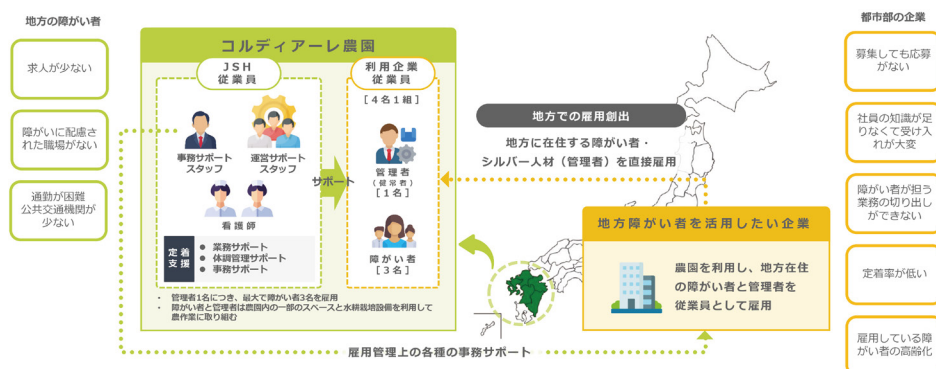 地方の障がい者
求人が少ない
障がいに配慮さ
れた職場がない
通勤が困難
公共交通機関が
少ない
コルディアーレ農園
JSH
従業員
事務サポート
スタッフ
運営サポート
スタッフ
看護師
定着
支援
● 業務サポート
● 体調管理サポート
● 事務サポート
サポート
利用企業
従業員
[4名1組]
管理者
(健常者)
[1名]
障がい者
[3名]
・ 管理者1名につき、最大で障がい者3名を雇用
・ 障がい者と管理者は農園内の一部のスペースと水耕栽培設備を利用して
農作業に取り組む
地方での雇用創出
地方に在住する障がい者・
シルバー人材（管理者）を直接雇用
地方障がい者を活用したい企業
農園を利用し、地方在住
の障がい者と管理者を
従業員として雇用
雇用管理上の各種の事務サポート
都市部の企業
募集しても応募
がない
社員の知識が足
りなくて受け入
れが大変
障がい者が担う
業務の切り出し
ができない
定着率が低い
雇用している障
がい者の高齢化